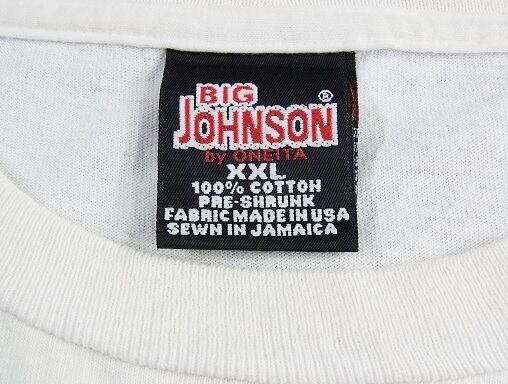 BIG
JOHNSON®
by ONEITA
XXL
100% COTTON
PRE-SHRUNK
FABRIC MADE IN USA
SEWN IN JAMAICA